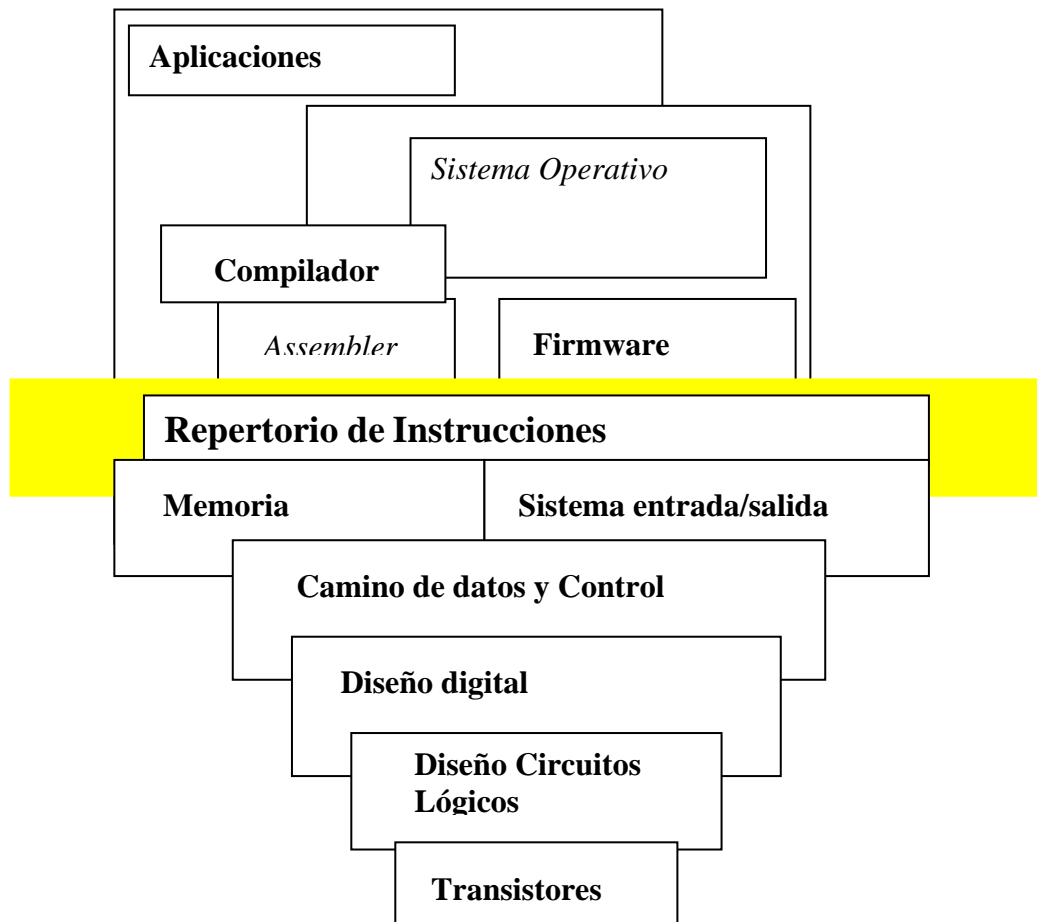 Aplicaciones
Sistema Operativo
Compilador
Assembler
Firmware
Repertorio de Instrucciones
Memoria
Sistema entrada/salida
Camino de datos y Control
Diseño digital
Diseño Circuitos
Lógicos
Transistores